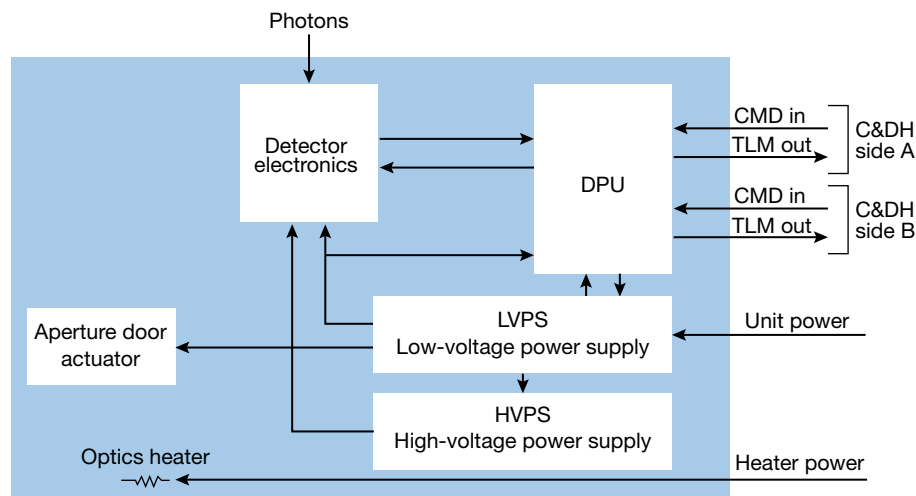 Photons
Detector
electronics
DPU
CMD in
TLM out
C&DH
side A
CMD in
TLM out
C&DH
side B
LVPS
Low-voltage power supply
Unit power
Aperture door
actuator
HVPS
High-voltage power supply
Optics heater
Heater power